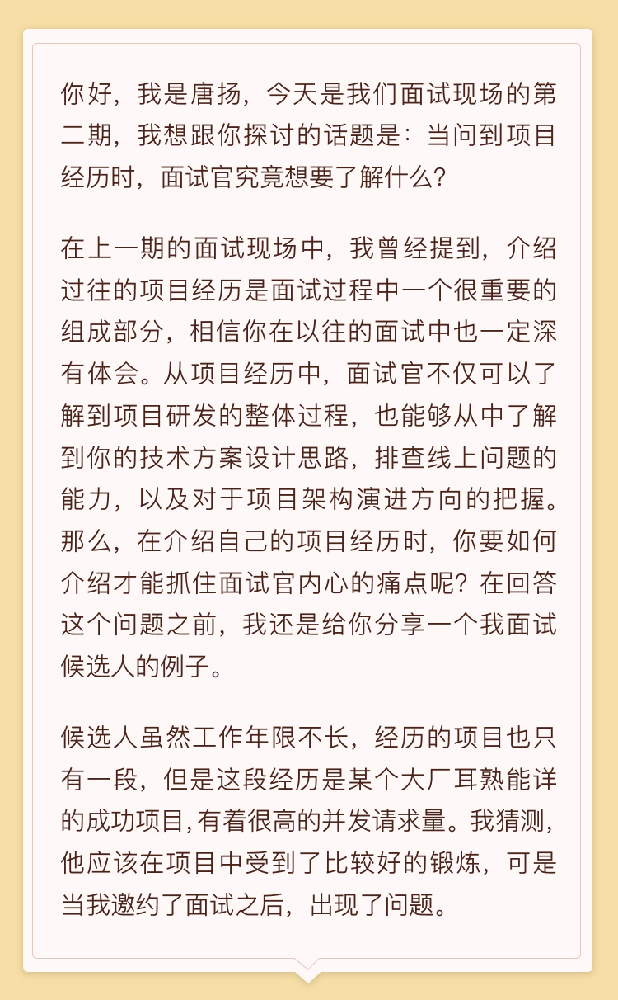 你好，我是唐扬，今天是我们面试现场的第
二期，我想跟你探讨的话题是：当问到项目
经历时，面试官究竟想要了解什么？
在上一期的面试现场中，我曾经提到，介绍
过往的项目经历是面试过程中一个很重要的
组成部分，相信你在以往的面试中也一定深
有体会。从项目经历中，面试官不仅可以了
解到项目研发的整体过程，也能够从中了解
到你的技术方案设计思路，排查线上问题的
能力，以及对于项目架构演进方向的把握。
那么，在介绍自己的项目经历时，你要如何
介绍才能抓住面试官内心的痛点呢？在回答
这个问题之前，我还是给你分享一个我面试
候选人的例子。
候选人虽然工作年限不长，经历的项目也只
有一段，但是这段经历是某个大厂耳熟能详
的成功项目，有着很高的并发请求量。我猜测，
他应该在项目中受到了比较好的锻炼，可是
当我邀约了面试之后，出现了问题。